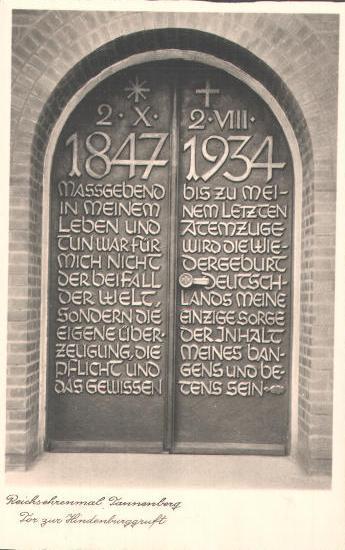 2 · X ·
1847
MASSGEBEND
IN MEINEM
LEBEN UND
TUN WAR FÜR
MICH NICHT
DER BEIFALL
DER WELT,
SONDERN DIE
EIGENE ÜBER-
ZEUGUNG, DIE
PFLICHT UND
DAS GEWISSEN
2 · VIII ·
1934
BIS ZU MEI-
NEM LETZTEN
ATEMZUGE
WIRD DIE WIE-
DERGEBURT
DEUTSCH-
LANDS MEINE
EINZIGE SORGE
DER INHALT
MEINES BAN-
GENS UND BE-
TENS SEIN
Reichsehrenmal Tannenberg
Tor zur Hindenburggruft